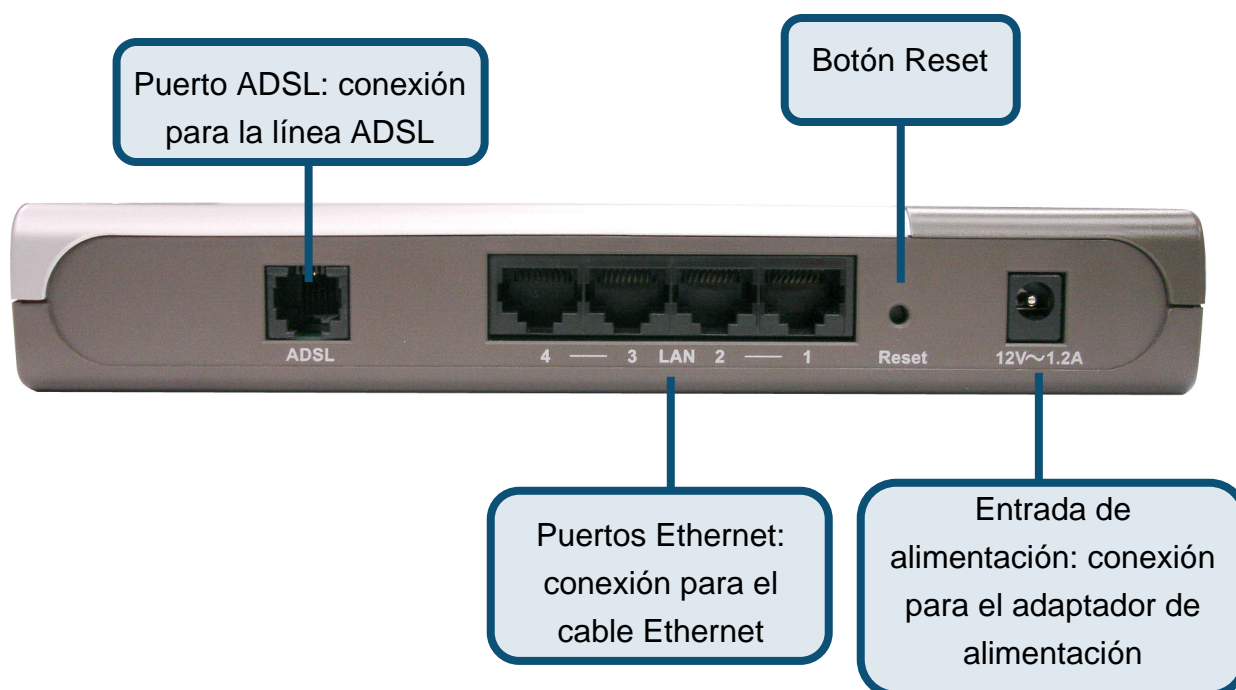 Puerto ADSL: conexión
para la línea ADSL
Botón Reset
ADSL
4 — 3 LAN 2 — 1
Reset
12V~1.2A
Puertos Ethernet:
conexión para el
cable Ethernet
Entrada de
alimentación: conexión
para el adaptador de
alimentación